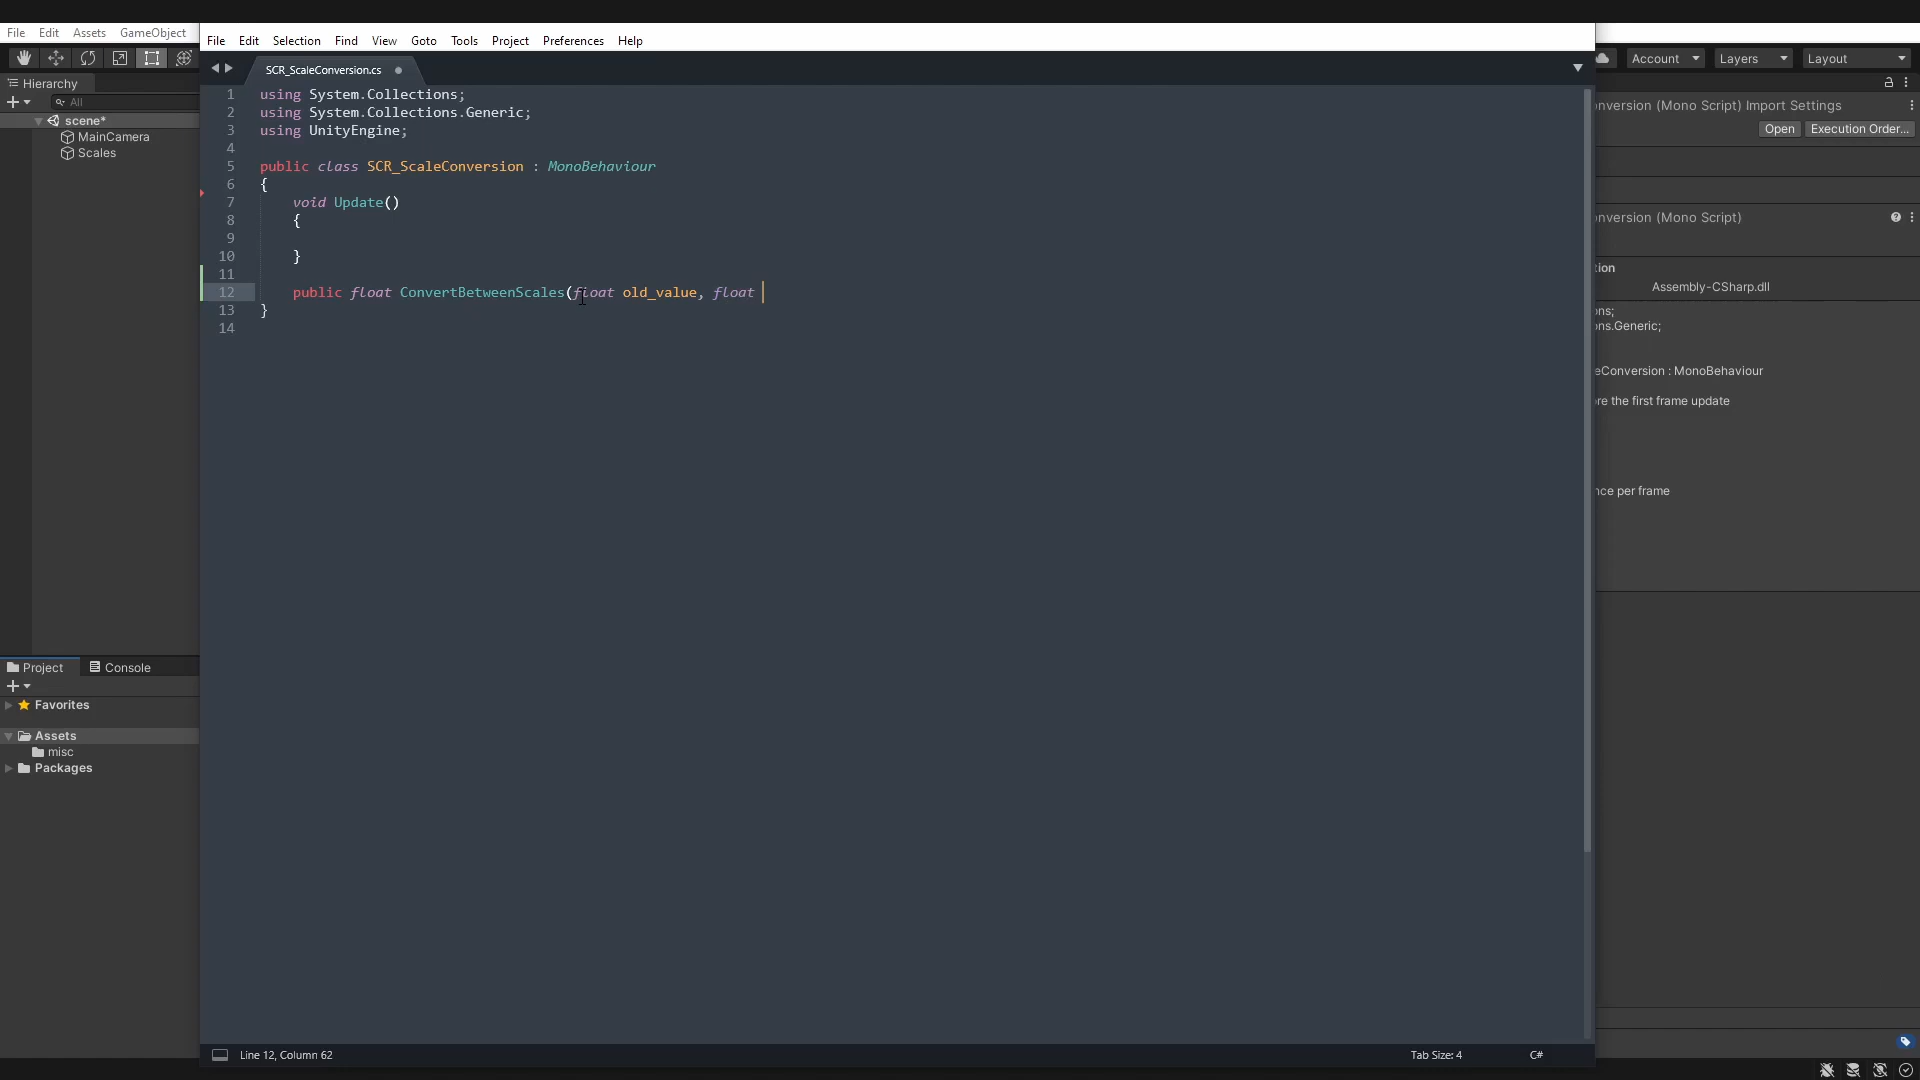 File Edit Assets GameObject
File Edit Selection Find View Goto Tools Project Preferences Help
Account Layers Layout
SCR_ScaleConversion.cs
Hierarchy
All
scene*
MainCamera
Scales
1 using System.Collections;
2 using System.Collections.Generic;
3 using UnityEngine;
4
5 public class SCR_ScaleConversion : MonoBehaviour
6 {
7 void Update()
8 {
9
10 }
11
12 public float ConvertBetweenScales(float old_value, float
13 }
14
nversion (Mono Script) Import Settings
Open Execution Order...
nversion (Mono Script)
tion
Assembly-CSharp.dll
ons;
ons.Generic;
eConversion : MonoBehaviour
re the first frame update
nce per frame
Project Console
Favorites
Assets
misc
Packages
Line 12, Column 62
Tab Size: 4
C#